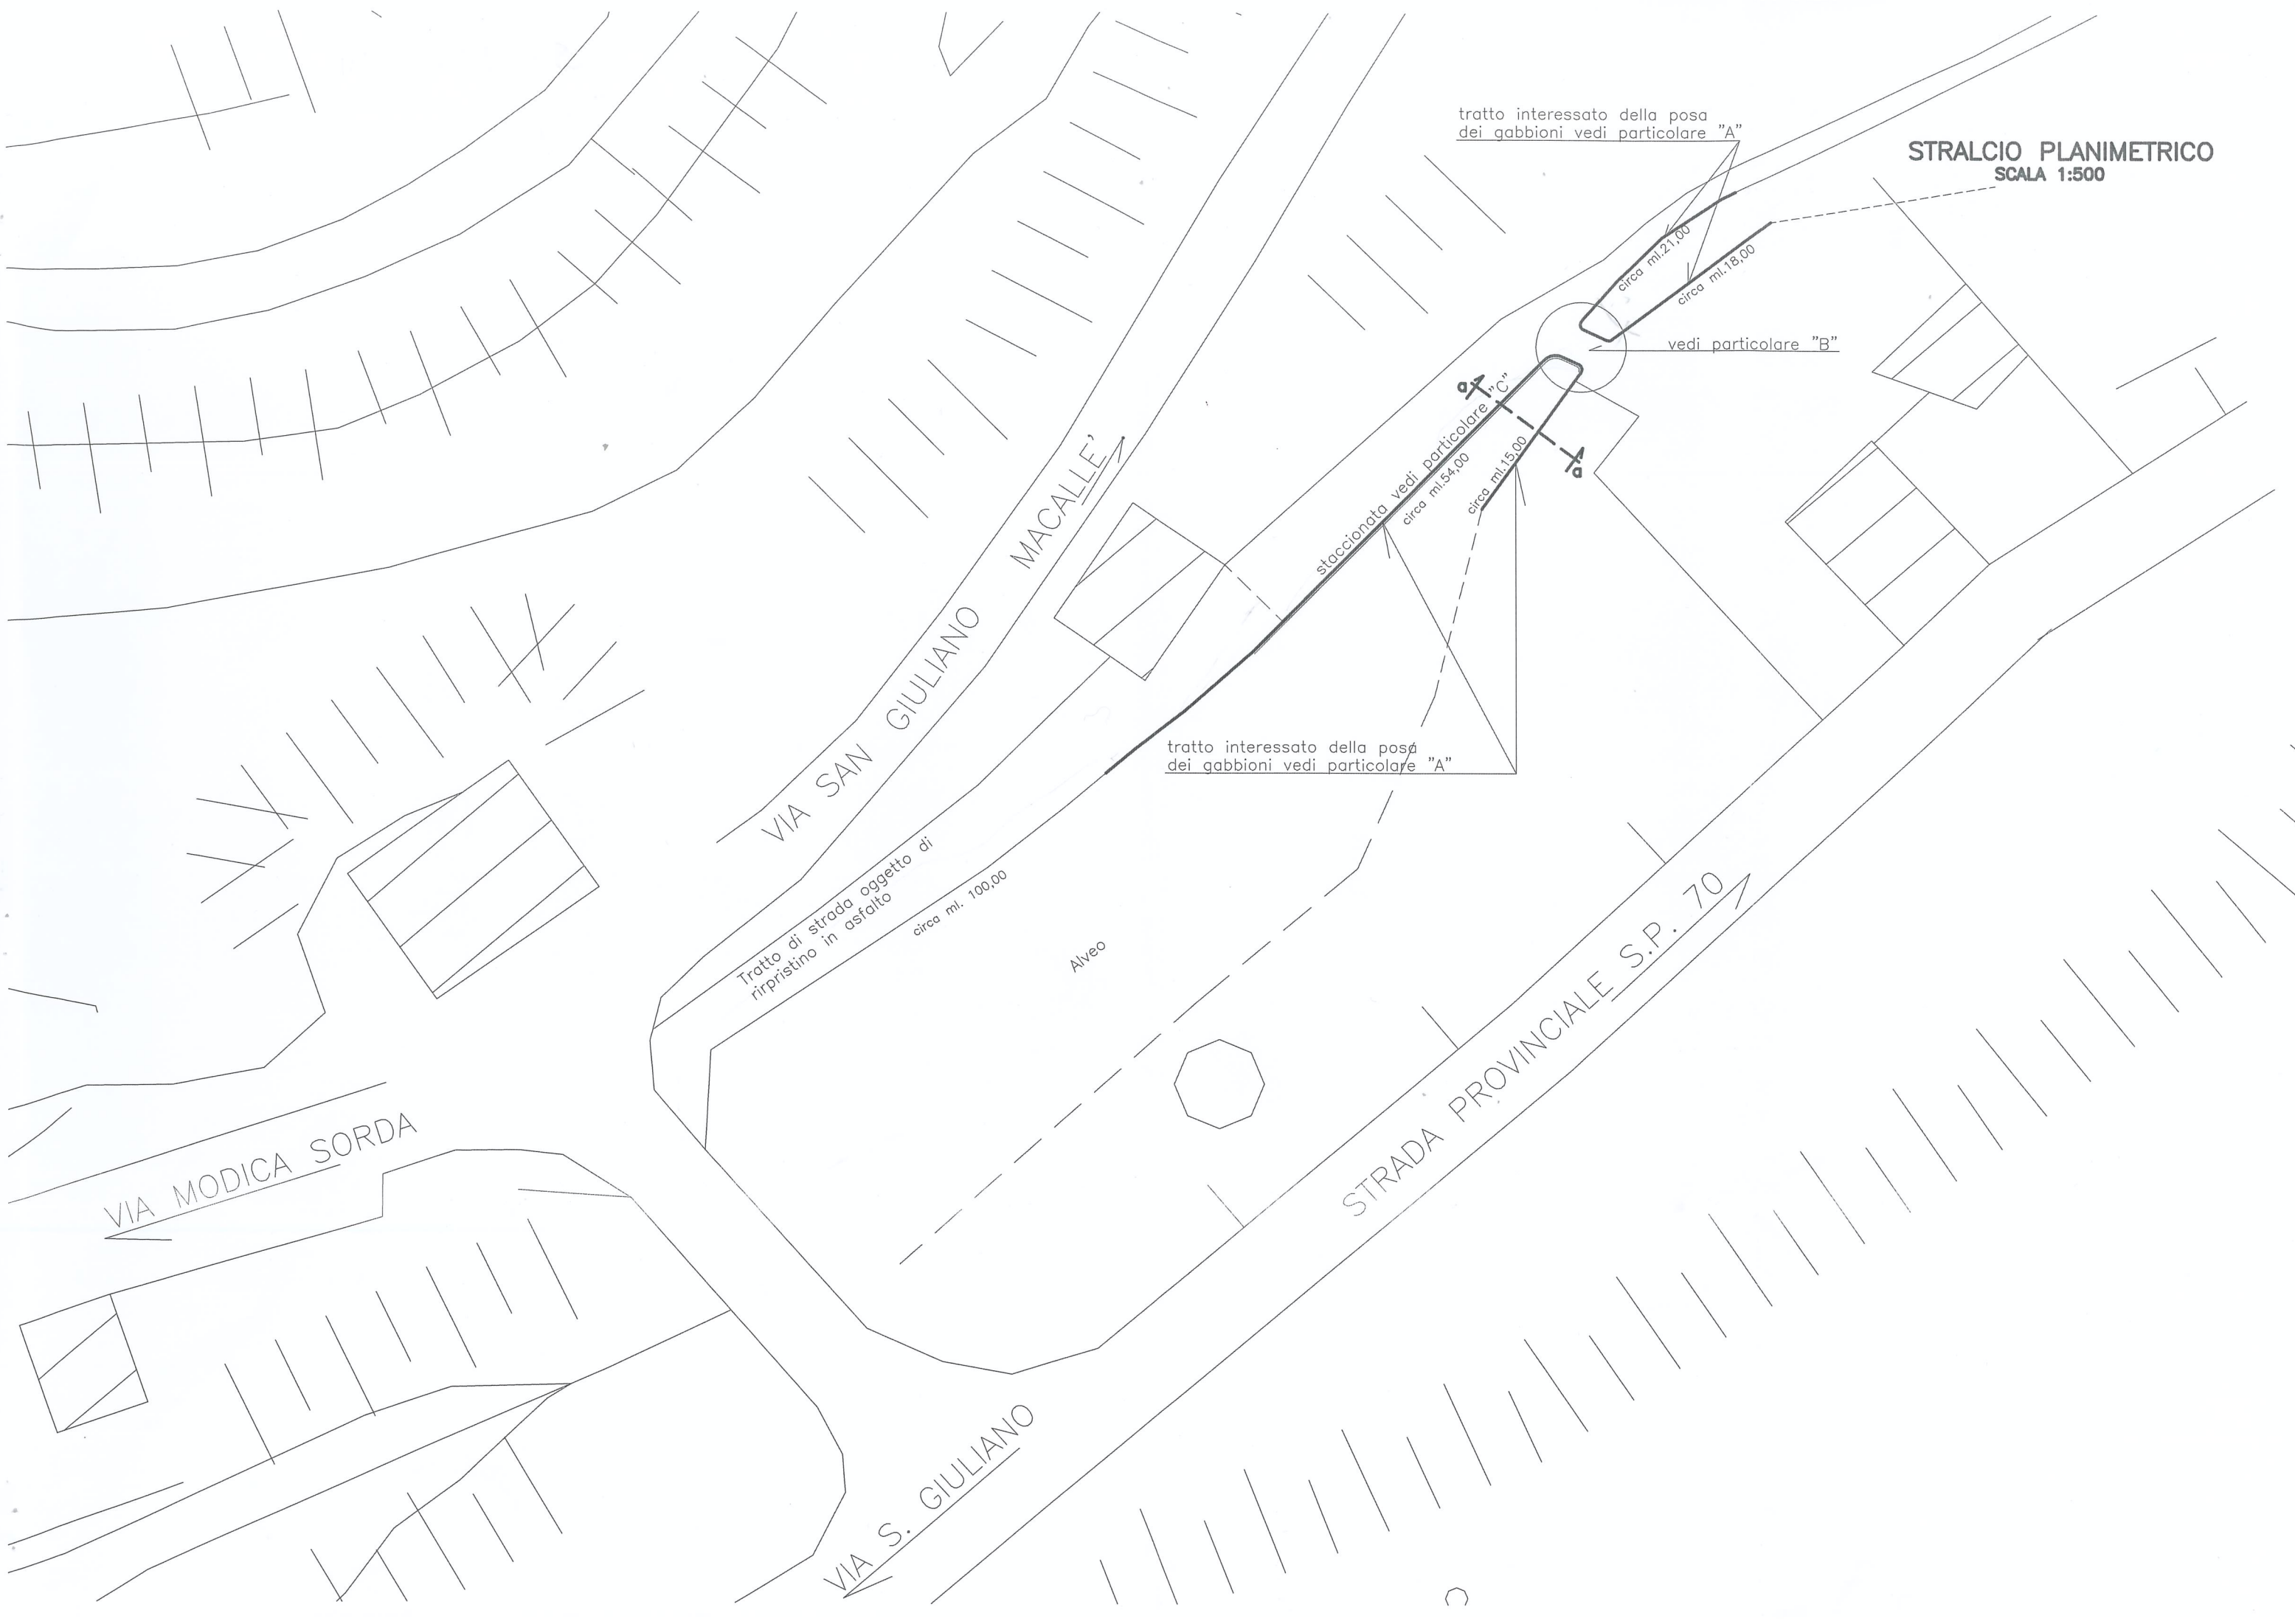 tratto interessato della posa
dei gabbioni vedi particolare "A"
STRALCIO PLANIMETRICO
SCALA 1:500
circa ml.21,00
circa ml.18,00
vedi particolare "B"
a
a
staccionata vedi particolare "C"
circa ml.54,00
circa ml.15,00
VIA SAN GIULIANO MACALLE'
tratto interessato della posa
dei gabbioni vedi particolare "A"
Tratto di strada oggetto di
rirpristino in asfalto
circa ml. 100,00
Alveo
STRADA PROVINCIALE S.P. 70
VIA MODICA SORDA
VIA S. GIULIANO